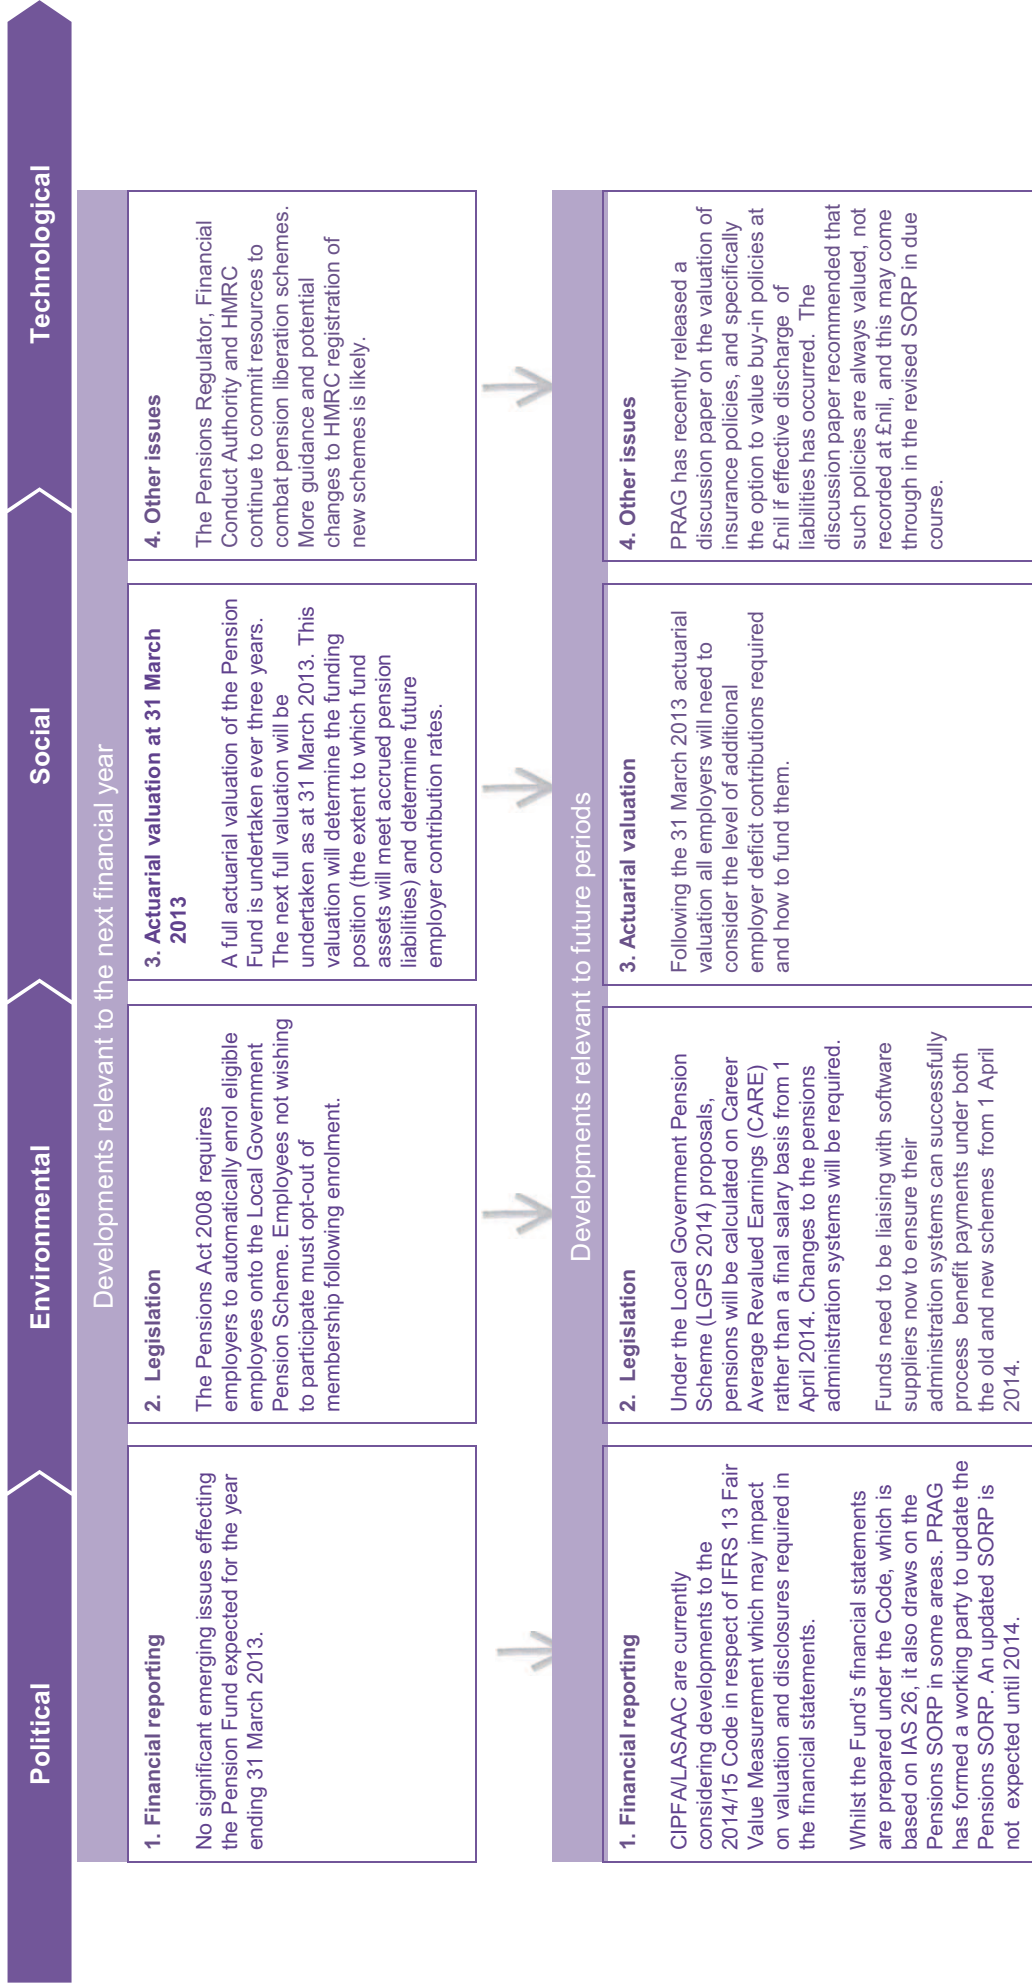 Political
Environmental
Social
Technological
Developments relevant to the next financial year
1. Financial reporting
No significant emerging issues effecting
the Pension Fund expected for the year
ending 31 March 2013.
2. Legislation
The Pensions Act 2008 requires
employers to automatically enrol eligible
employees onto the Local Government
Pension Scheme. Employees not wishing
to participate must opt-out of
membership following enrolment.
3. Actuarial valuation at 31 March
2013
A full actuarial valuation of the Pension
Fund is undertaken ever three years.
The next full valuation will be
undertaken as at 31 March 2013. This
valuation will determine the funding
position (the extent to which fund
assets will meet accrued pension
liabilities) and determine future
employer contribution rates.
4. Other issues
The Pensions Regulator, Financial
Conduct Authority and HMRC
continue to commit resources to
combat pension liberation schemes.
More guidance and potential
changes to HMRC registration of
new schemes is likely.
Developments relevant to future periods
1. Financial reporting
CIPFA/LASAAC are currently
considering developments to the
2014/15 Code in respect of IFRS 13 Fair
Value Measurement which may impact
on valuation and disclosures required in
the financial statements.
Whilst the Fund's financial statements
are prepared under the Code, which is
based on IAS 26, it also draws on the
Pensions SORP in some areas. PRAG
has formed a working party to update the
Pensions SORP. An updated SORP is
not expected until 2014.
2. Legislation
Under the Local Government Pension
Scheme (LGPS 2014) proposals,
pensions will be calculated on Career
Average Revalued Earnings (CARE)
rather than a final salary basis from 1
April 2014. Changes to the pensions
administration systems will be required.
Funds need to be liaising with software
suppliers now to ensure their
administration systems can successfully
process benefit payments under both
the old and new schemes from 1 April
2014.
3. Actuarial valuation
Following the 31 March 2013 actuarial
valuation all employers will need to
consider the level of additional
employer deficit contributions required
and how to fund them.
4. Other issues
PRAG has recently released a
discussion paper on the valuation of
insurance policies, and specifically
the option to value buy-in policies at
£nil if effective discharge of
liabilities has occurred. The
discussion paper recommended that
such policies are always valued, not
recorded at £nil, and this may come
through in the revised SORP in due
course.